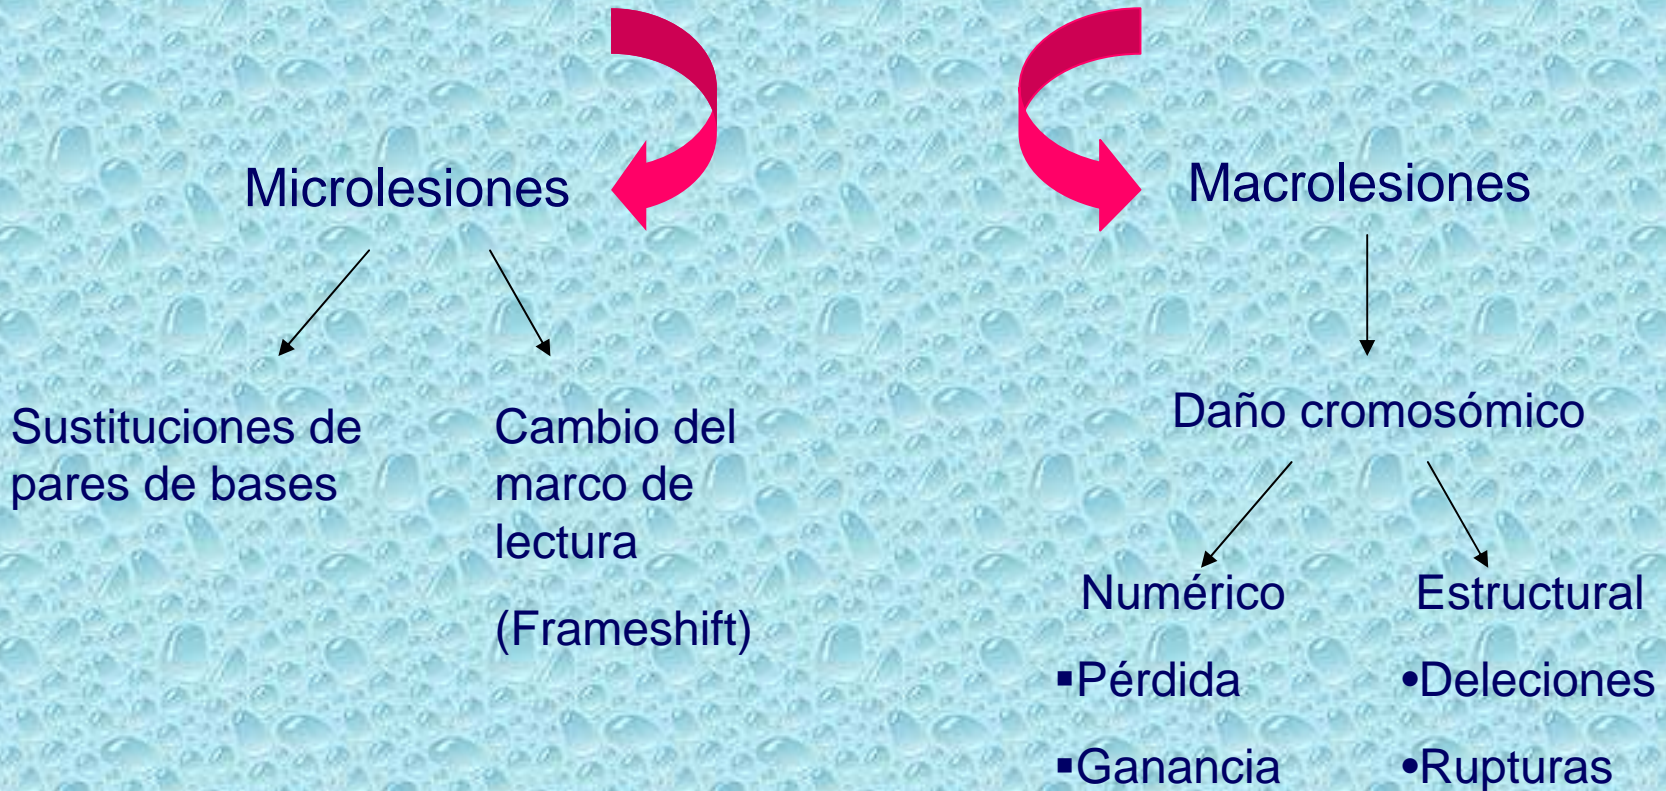 Microlesiones
Macrolesiones
Sustituciones de
pares de bases
Cambio del
marco de
lectura
(Frameshift)
Daño cromosómico
Numérico
▪Pérdida
▪Ganancia
Estructural
•Deleciones
•Rupturas